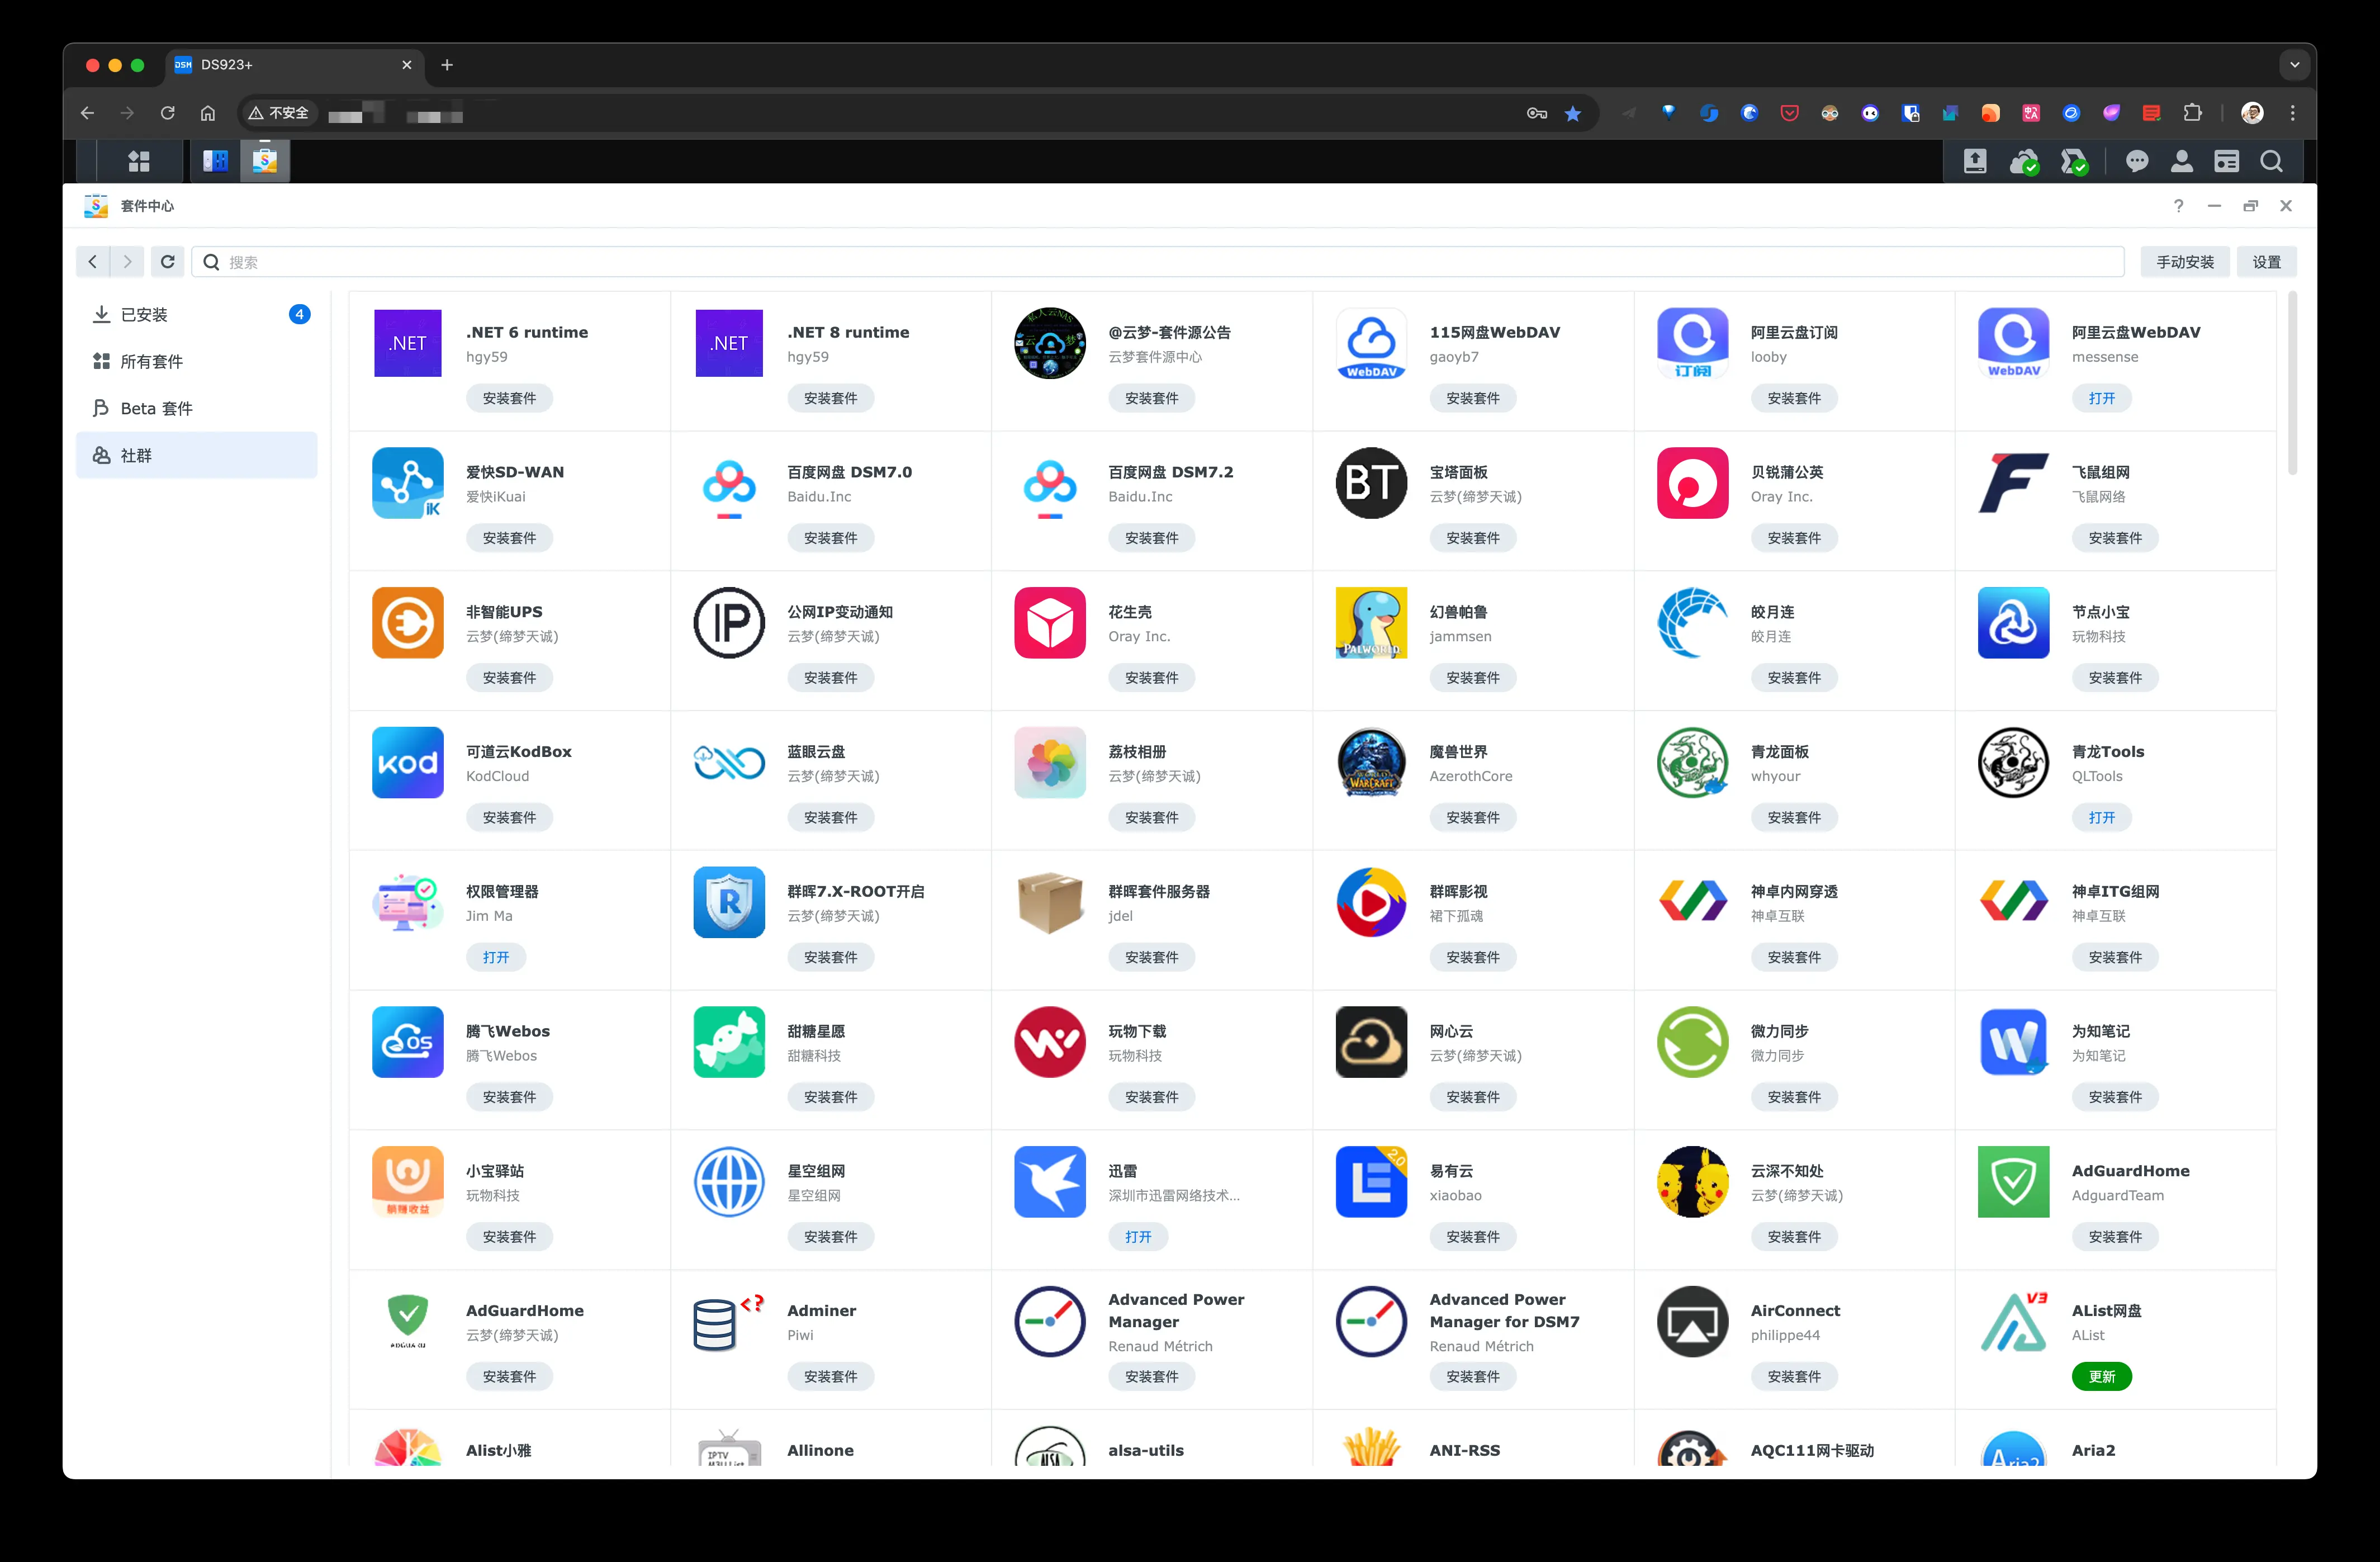 DS923+
不安全
套件中心
搜索
手动安装
设置
已安装
4
所有套件
Beta 套件
社群
.NET
.NET 6 runtime
hgy59
安装套件
.NET
.NET 8 runtime
hgy59
安装套件
@云梦-套件源公告
云梦套件源中心
安装套件
WebDAV
115网盘WebDAV
gaoyb7
安装套件
订阅
阿里云盘订阅
looby
安装套件
WebDAV
阿里云盘WebDAV
messense
打开
iK
爱快SD-WAN
爱快iKuai
安装套件
百度网盘 DSM7.0
Baidu.Inc
安装套件
百度网盘 DSM7.2
Baidu.Inc
安装套件
BT
宝塔面板
云梦(缔梦天诚)
安装套件
贝锐蒲公英
Oray Inc.
安装套件
飞鼠组网
飞鼠网络
安装套件
非智能UPS
云梦(缔梦天诚)
安装套件
IP
公网IP变动通知
云梦(缔梦天诚)
安装套件
花生壳
Oray Inc.
安装套件
PALWORLD
幻兽帕鲁
jammsen
安装套件
皎月连
皎月连
安装套件
节点小宝
玩物科技
安装套件
kod
可道云KodBox
KodCloud
安装套件
蓝眼云盘
云梦(缔梦天诚)
安装套件
荔枝相册
云梦(缔梦天诚)
安装套件
WARCRAFT
魔兽世界
AzerothCore
安装套件
青龙面板
whyour
安装套件
青龙Tools
QLTools
打开
权限管理器
Jim Ma
打开
R
群晖7.X-ROOT开启
云梦(缔梦天诚)
安装套件
群晖套件服务器
jdel
安装套件
群晖影视
裙下孤魂
安装套件
神卓内网穿透
神卓互联
安装套件
神卓ITG组网
神卓互联
安装套件
OS
腾飞Webos
腾飞Webos
安装套件
甜糖星愿
甜糖科技
安装套件
玩物下载
玩物科技
安装套件
网心云
云梦(缔梦天诚)
安装套件
微力同步
微力同步
安装套件
为知笔记
为知笔记
安装套件
躺赚收益
小宝驿站
玩物科技
安装套件
星空组网
星空组网
安装套件
迅雷
深圳市迅雷网络技术...
打开
2.0
易有云
xiaobao
安装套件
云深不知处
云梦(缔梦天诚)
安装套件
AdGuardHome
AdguardTeam
安装套件
AdGuardHome
云梦(缔梦天诚)
安装套件
<?
Adminer
Piwi
安装套件
Advanced Power
Manager
Renaud Métrich
安装套件
Advanced Power
Manager for DSM7
Renaud Métrich
安装套件
AirConnect
philippe44
安装套件
V3
AList网盘
AList
更新
Alist小雅
IPTV
Allinone
alsa-utils
ANI-RSS
AQC111网卡驱动
Aria2
Aria2